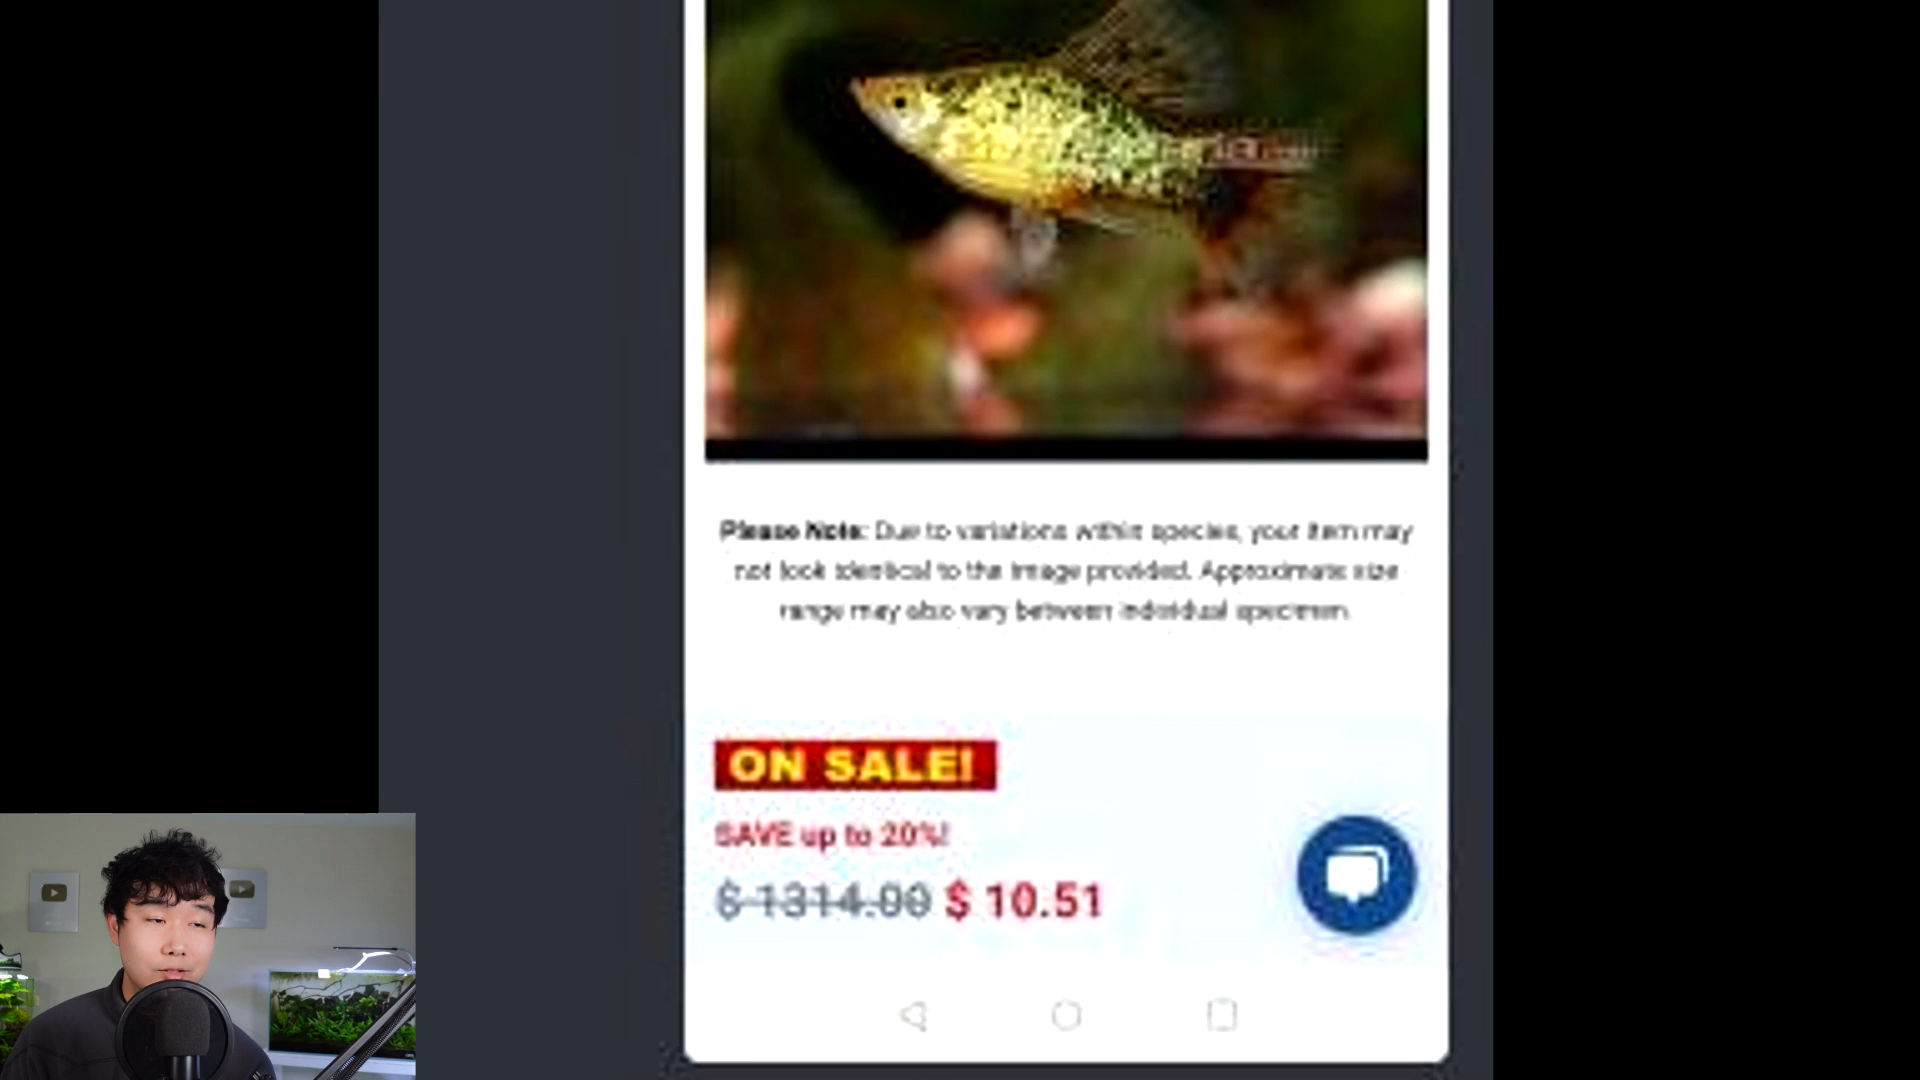 Please Note: Due to variations within species, your item may
not look identical to the image provided. Approximate size
range may also vary between individual specimen.
ON SALE!
SAVE up to 20%!
$ 1314.00 $ 10.51